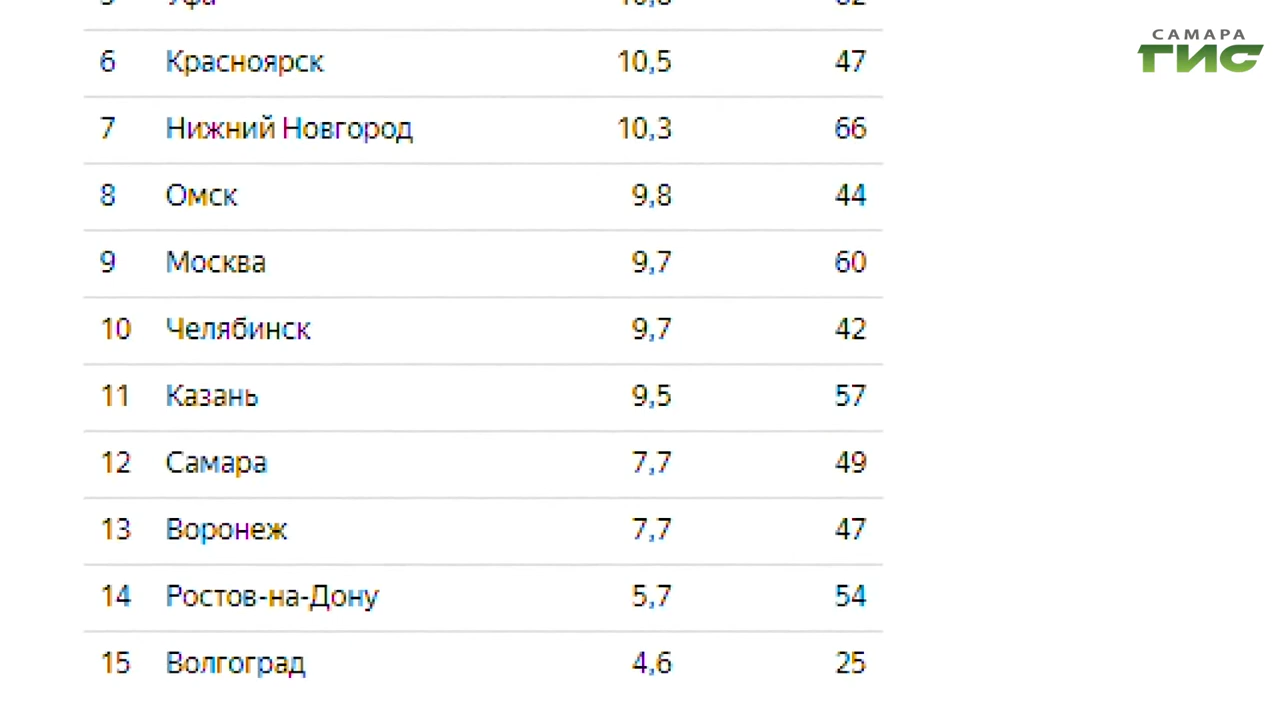 САМАРА
ГИС
6 Красноярск 10,5 47
7 Нижний Новгород 10,3 66
8 Омск 9,8 44
9 Москва 9,7 60
10 Челябинск 9,7 42
11 Казань 9,5 57
12 Самара 7,7 49
13 Воронеж 7,7 47
14 Ростов-на-Дону 5,7 54
15 Волгоград 4,6 25